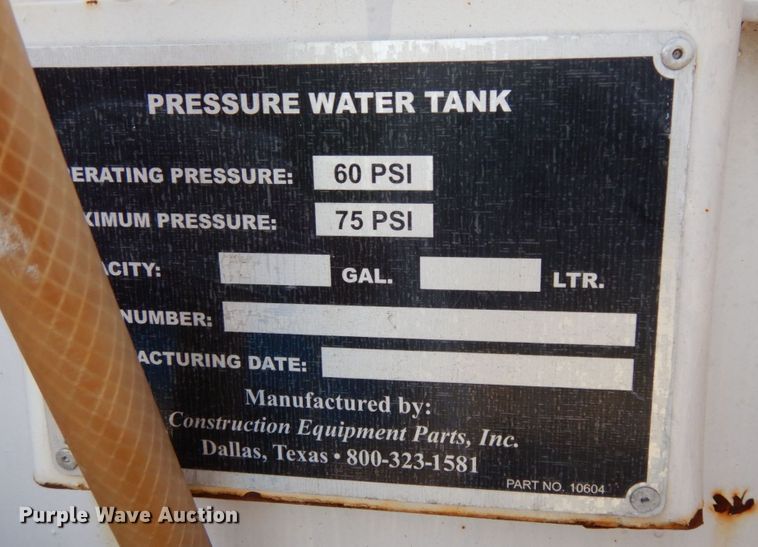 PRESSURE WATER TANK
ERATING PRESSURE: 60 PSI
XIMUM PRESSURE: 75 PSI
ACITY: GAL. LTR.
NUMBER:
ACTURING DATE:
Manufactured by:
Construction Equipment Parts, Inc.
Dallas, Texas • 800-323-1581
PART NO. 10604
Purple Wave Auction